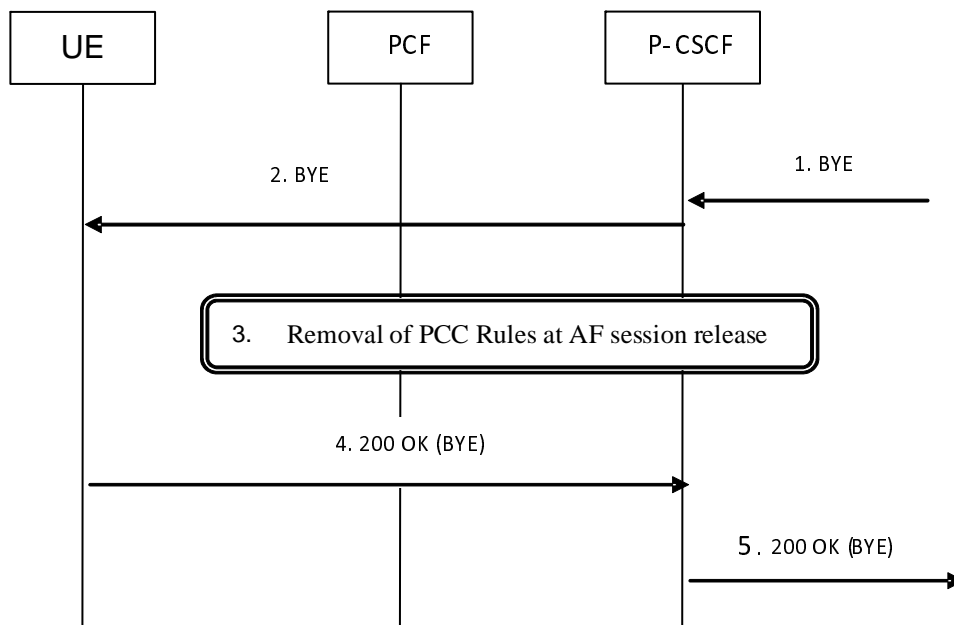 UE
PCF
P-CSCF
1. BYE
2. BYE
3. Removal of PCC Rules at AF session release
4. 200 OK (BYE)
5. 200 OK (BYE)